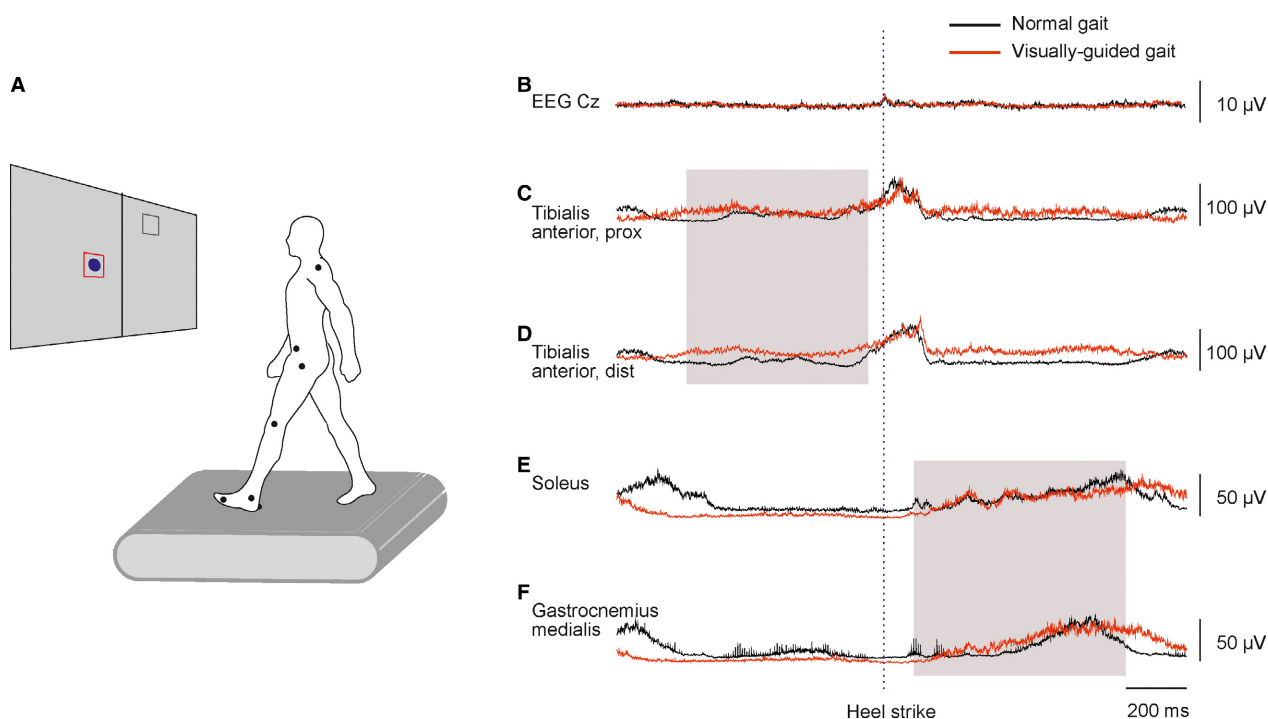 Normal gait
Visually-guided gait
A
B
EEG Cz
10 µV
C
Tibialis
anterior, prox
100 µV
D
Tibialis
anterior, dist
100 µV
E
Soleus
50 µV
F
Gastrocnemius
medialis
50 µV
Heel strike
200 ms